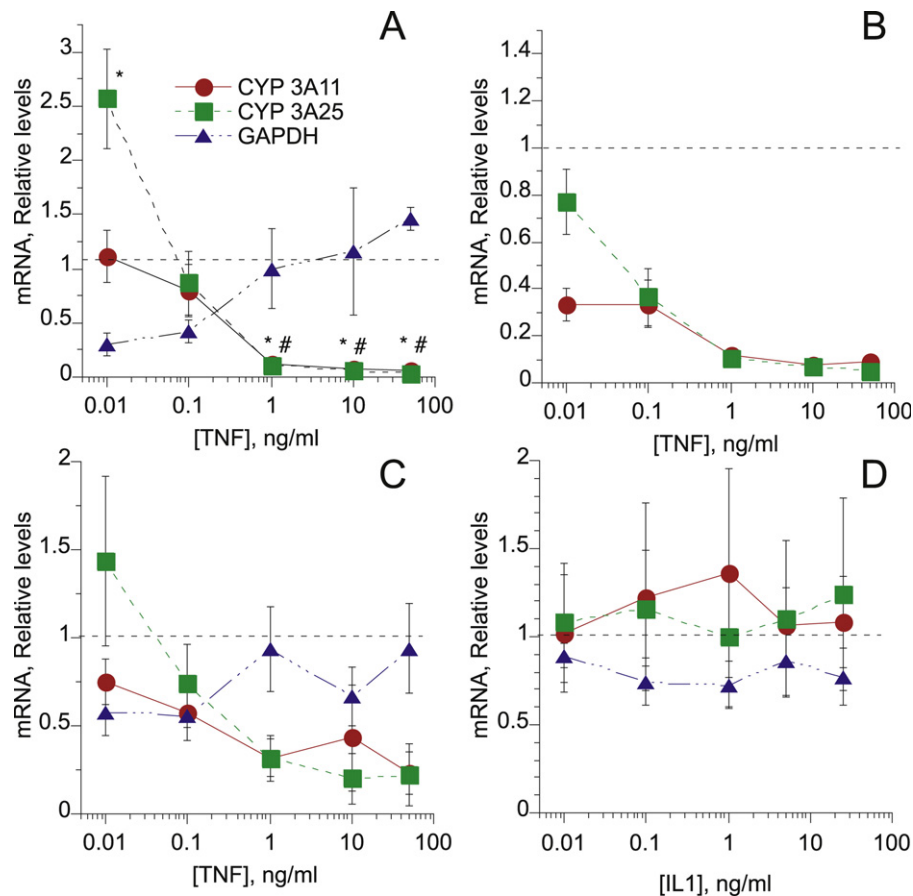 A
mRNA, Relative levels
3
2.5
2
1.5
1
0.5
0
*
CYP 3A11
CYP 3A25
GAPDH
* #
* #
* #
0.01 0.1 1 10 100
[TNF], ng/ml
B
mRNA, Relative levels
1.4
1.2
1
0.8
0.6
0.4
0.2
0
0.01 0.1 1 10 100
[TNF], ng/ml
C
mRNA, Relative levels
2
1.5
1
0.5
0
0.01 0.1 1 10 100
[TNF], ng/ml
D
mRNA, Relative levels
2
1.5
1
0.5
0
0.01 0.1 1 10 100
[IL1], ng/ml